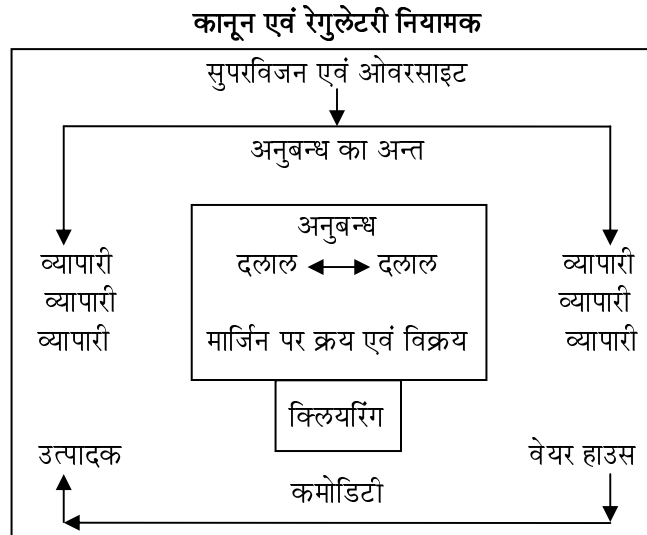 कानून एवं रेगुलेटरी नियामक
सुपरविजन एवं ओवरसाइट
अनुबन्ध का अन्त
अनुबन्ध
व्यापारी दलाल दलाल व्यापारी
व्यापारी व्यापारी
व्यापारी मार्जिन पर क्रय एवं विक्रय व्यापारी
क्लियरिंग
उत्पादक वेयर हाउस
कमोडिटी